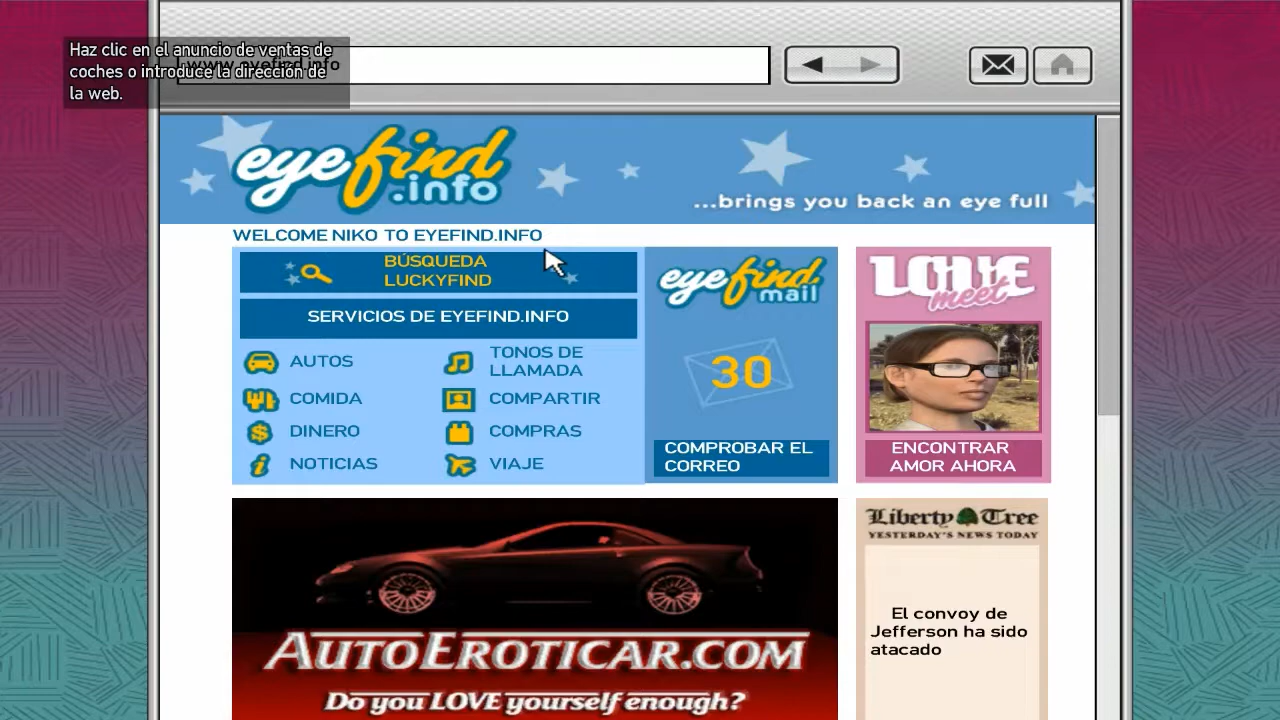 Haz clic en el anuncio de ventas de
coches o introduce la dirección de
la web.
www.eyefind.info
eyefind
.info
...brings you back an eye full
WELCOME NIKO TO EYEFIND.INFO
BÚSQUEDA
LUCKYFIND
SERVICIOS DE EYEFIND.INFO
AUTOS
TONOS DE
LLAMADA
COMIDA
COMPARTIR
DINERO
COMPRAS
NOTICIAS
VIAJE
eyefind
mail
30
COMPROBAR EL
CORREO
LOVE
meet
ENCONTRAR
AMOR AHORA
AUTOEROTICAR.COM
Do you LOVE yourself enough?
Liberty Tree
YESTERDAY'S NEWS TODAY
El convoy de
Jefferson ha sido
atacado